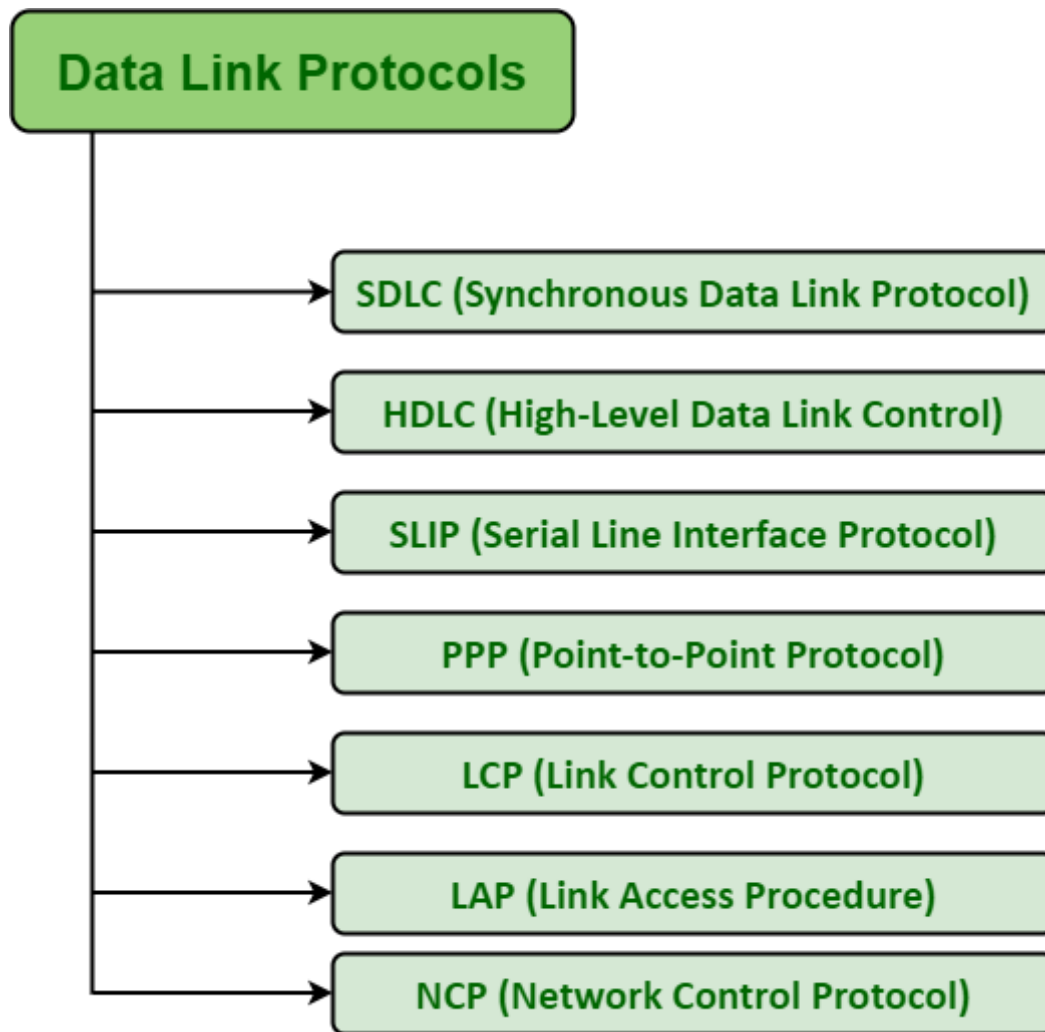 Data Link Protocols
SDLC (Synchronous Data Link Protocol)
HDLC (High-Level Data Link Control)
SLIP (Serial Line Interface Protocol)
PPP (Point-to-Point Protocol)
LCP (Link Control Protocol)
LAP (Link Access Procedure)
NCP (Network Control Protocol)